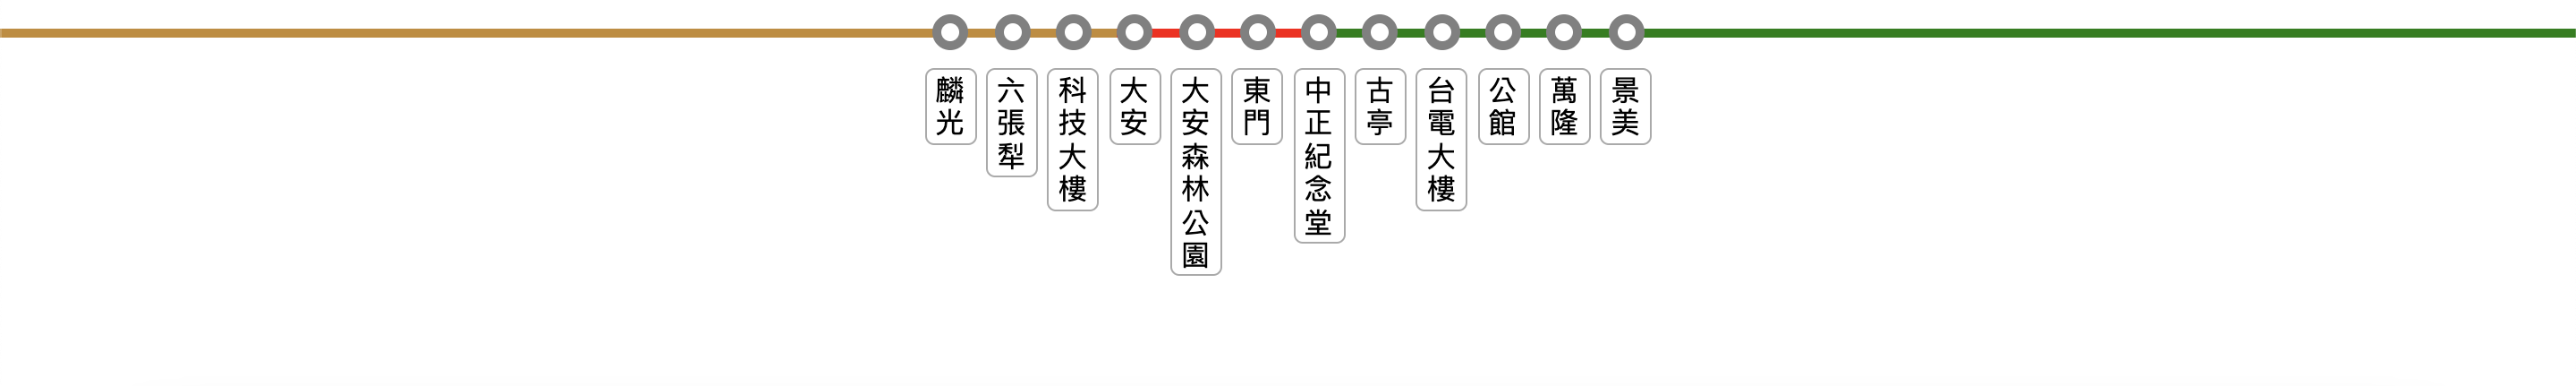 麟光
六張犁
科技大樓
大安
大安森林公園
東門
中正紀念堂
古亭
台電大樓
公館
萬隆
景美